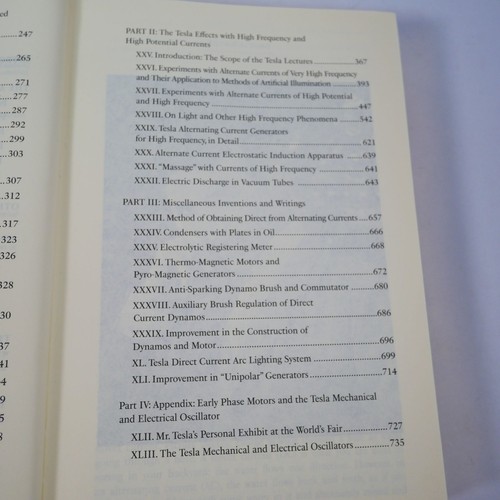 ed
247
265
271
277
287
292
299
303
307
312
317
323
326
328
30
37
41
4
9
5
8
PART II: The Tesla Effects with High Frequency and
High Potential Currents
XXV. Introduction: The Scope of the Tesla Lectures ............367
XXVI. Experiments with Alternate Currents of Very High Frequency
and Their Application to Methods of Artificial Illumination ..........393
XXVII. Experiments with Alternate Currents of High Potential
and High Frequency ..........447
XXVIII. On Light and Other High Frequency Phenomena ......542
XXIX. Tesla Alternating Current Generators
for High Frequency, in Detail ..........621
XXX. Alternate Current Electrostatic Induction Apparatus ....639
XXXI. "Massage" with Currents of High Frequency ..........641
XXXII. Electric Discharge in Vacuum Tubes ..........643
PART III: Miscellaneous Inventions and Writings
XXXIII. Method of Obtaining Direct from Alternating Currents ....657
XXXIV. Condensers with Plates in Oil ..........666
XXXV. Electrolytic Registering Meter ..........668
XXXVI. Thermo-Magnetic Motors and
Pyro-Magnetic Generators ..........672
XXXVII. Anti-Sparking Dynamo Brush and Commutator ........680
XXXVIII. Auxiliary Brush Regulation of Direct
Current Dynamos ..........686
XXXIX. Improvement in the Construction of
Dynamos and Motor ..........696
XL. Tesla Direct Current Arc Lighting System ..........699
XLI. Improvement in "Unipolar" Generators ..........714
Part IV: Appendix: Early Phase Motors and the Tesla Mechanical
and Electrical Oscillator
XLII. Mr. Tesla's Personal Exhibit at the World's Fair ..........727
XLIII. The Tesla Mechanical and Electrical Oscillators ..........735